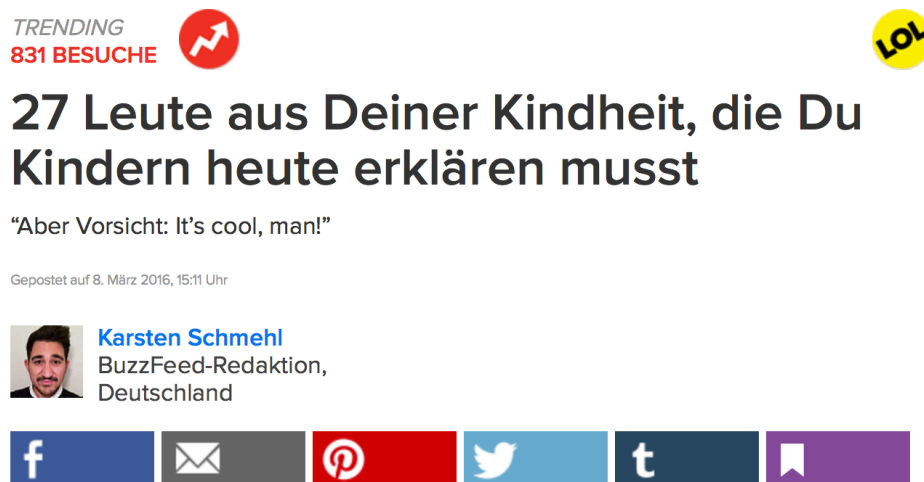 TRENDING
831 BESUCHE
LOL
27 Leute aus Deiner Kindheit, die Du
Kindern heute erklären musst
“Aber Vorsicht: It’s cool, man!”
Gepostet auf 8. März 2016, 15:11 Uhr
Karsten Schmehl
BuzzFeed-Redaktion,
Deutschland